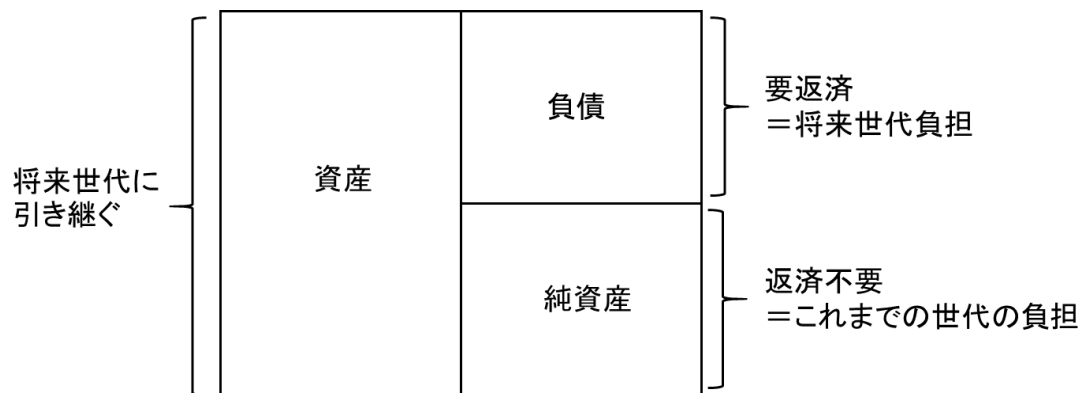 将来世代に
引き継ぐ
資産
負債
純資産
要返済
＝将来世代負担
返済不要
＝これまでの世代の負担